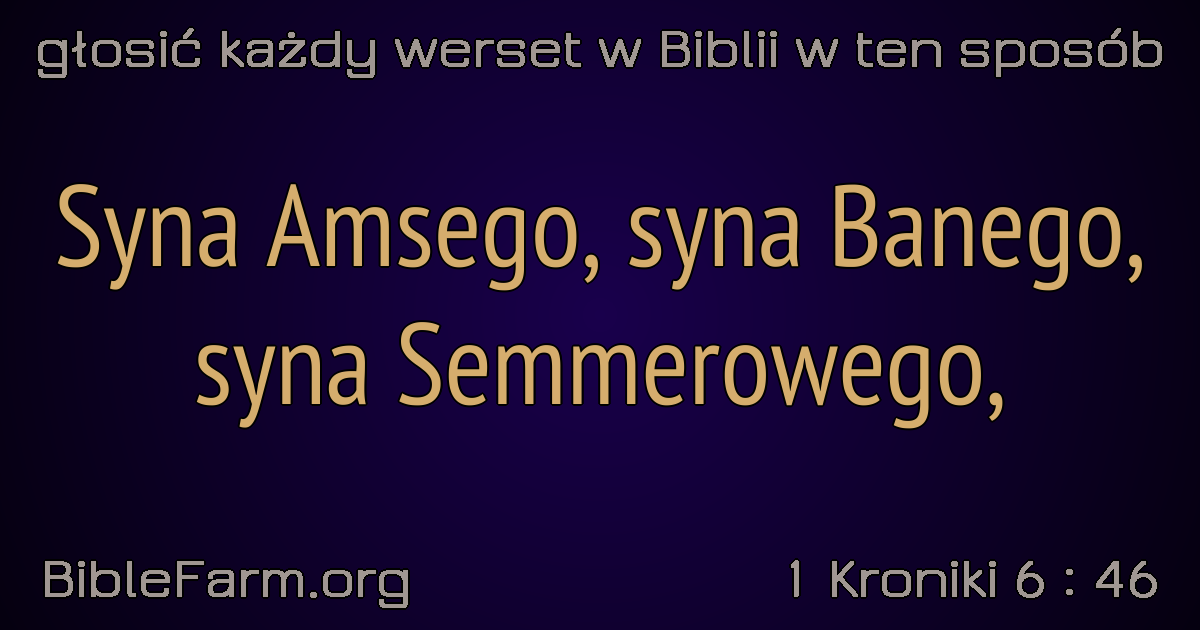 głosić każdy werset w Biblii w ten sposób
Syna Amsego, syna Banego,
syna Semmerowego,
BibleFarm.org
1 Kroniki 6 : 46